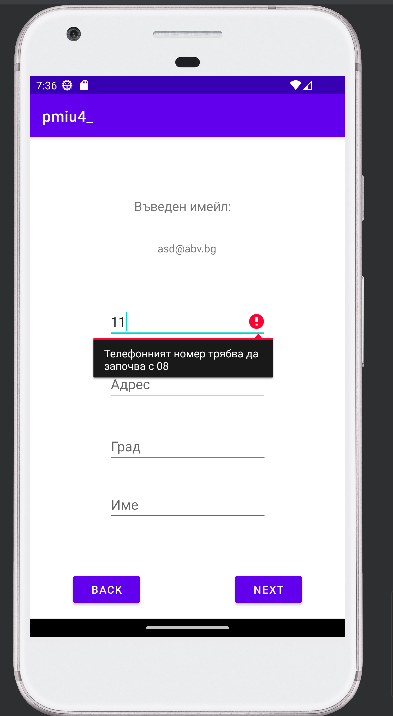 7:36
pmiu4_
Въведен имейл:
asd@abv.bg
11
Телефонният номер трябва да
започва с 08
Адрес
Град
Име
BACK
NEXT